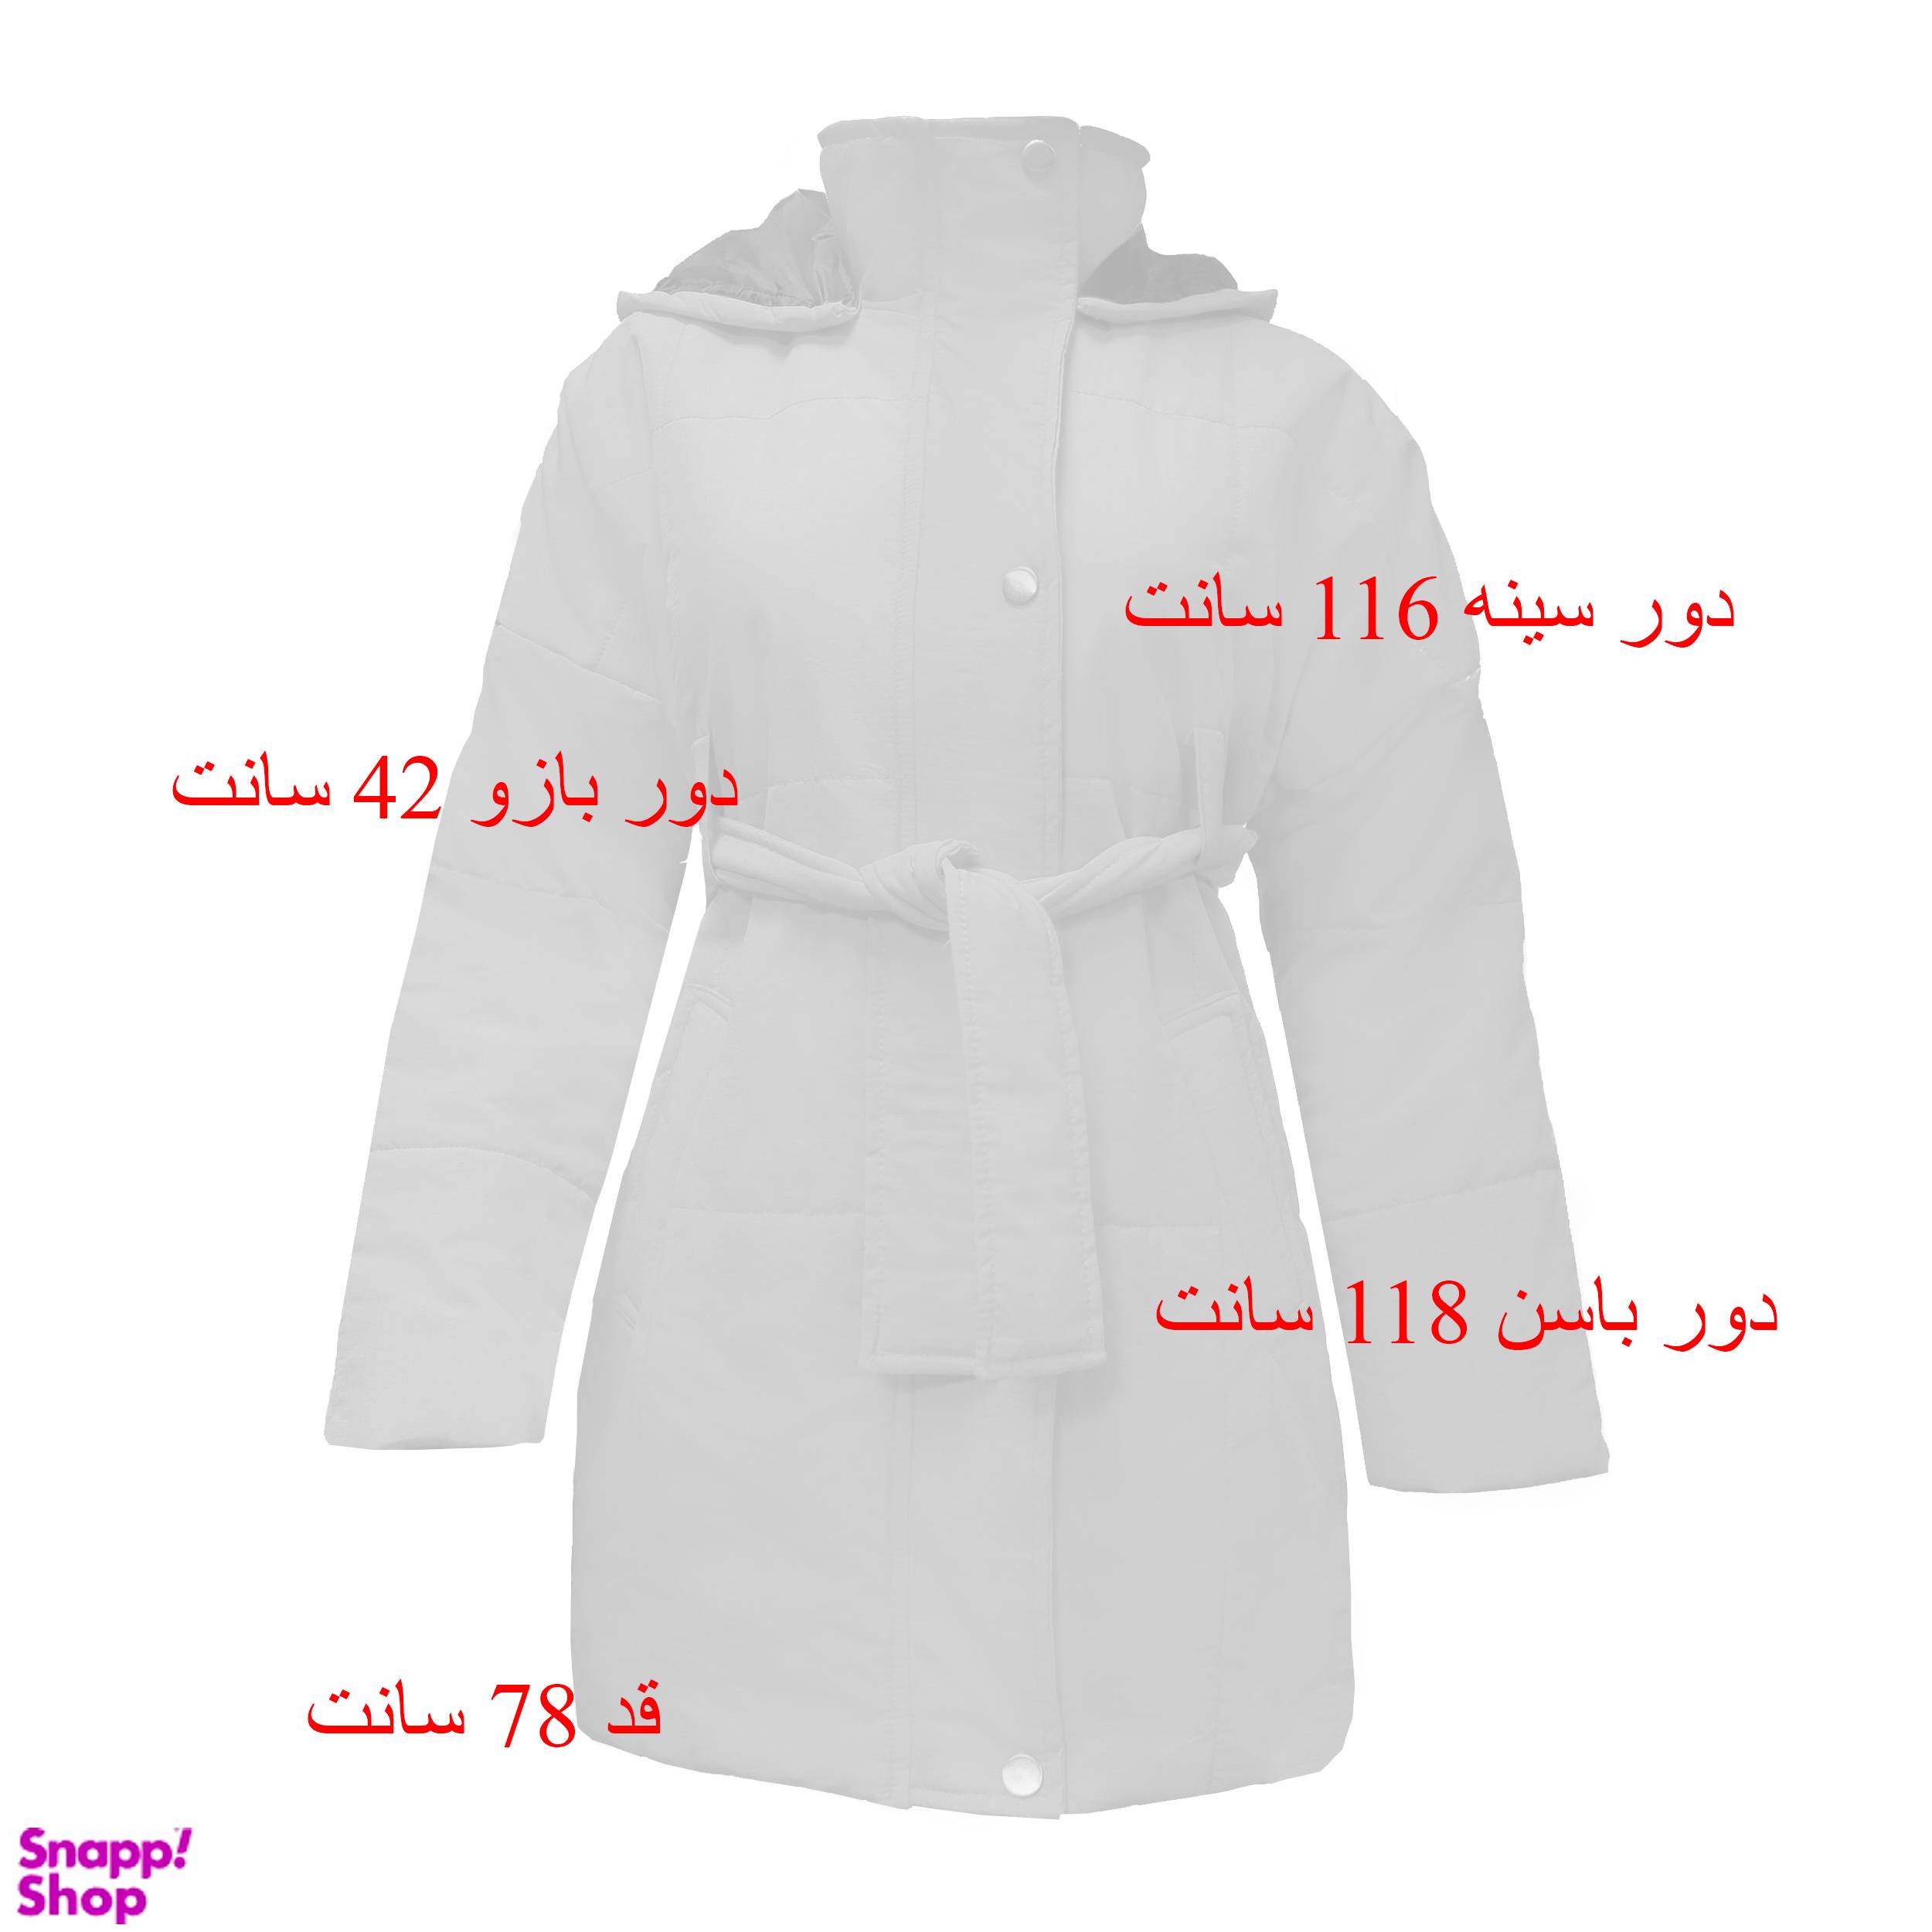 دور سینه 116 سانت
دور بازو 42 سانت
دور باسن 118 سانت
قد 78 سانت
Snapp!
Shop